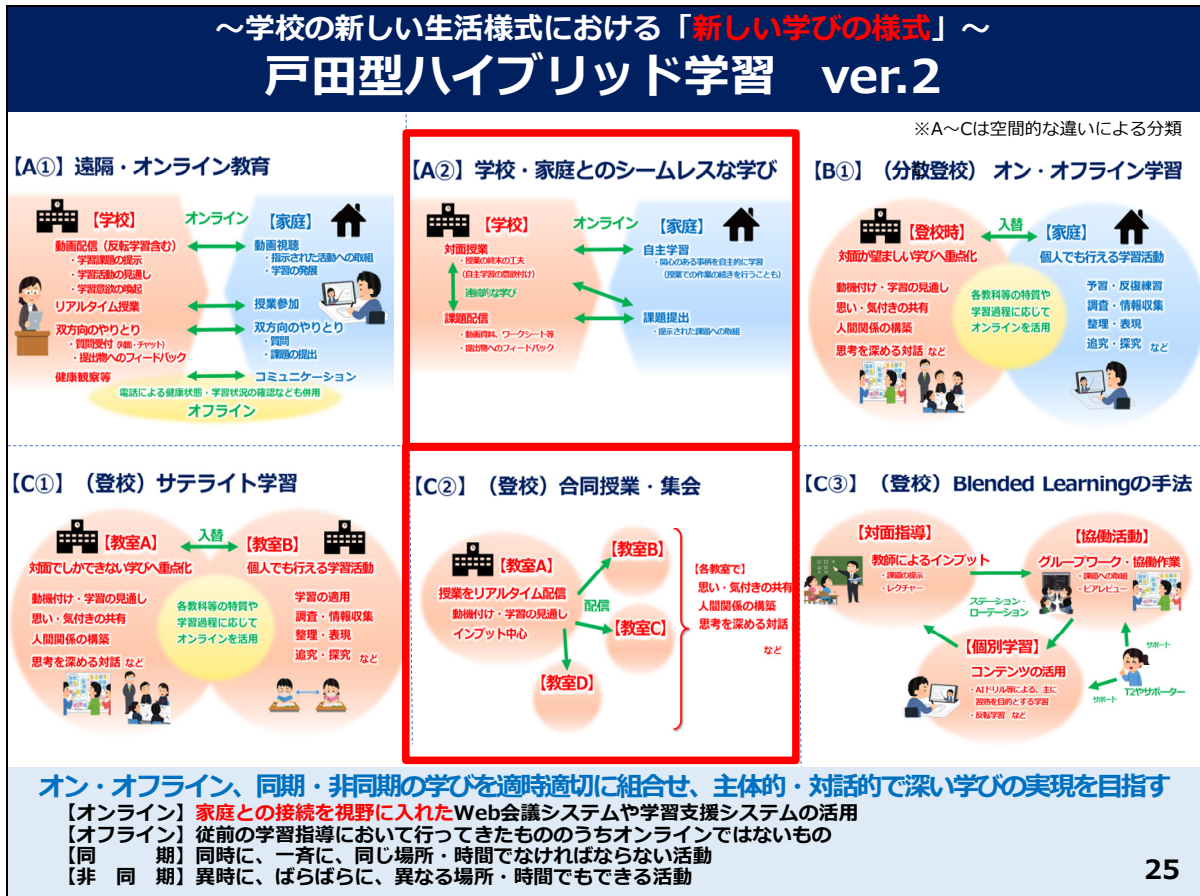 ～学校の新しい生活様式における「新しい学びの様式」～
戸田型ハイブリッド学習　ver.2
※A～Cは空間的な違いによる分類
【A①】遠隔・オンライン教育
【学校】
オンライン
【家庭】
動画配信（反転学習含む）
・学習課題の提示
・学習活動の見通し
・学習意欲の喚起
動画視聴
・指示された活動への取組
・学習の発展
リアルタイム授業
授業参加
双方向のやりとり
・質問受付（対面・チャット）
・提出物へのフィードバック
双方向のやりとり
・質問
・課題の提出
健康観察等
コミュニケーション
電話による健康状態・学習状況の確認なども併用
オフライン
【A②】学校・家庭とのシームレスな学び
【学校】
オンライン
【家庭】
対面授業
・授業の終末の工夫
（自主学習の意欲付け）
連続的な学び
自主学習
・関心のある事柄を自主的に学習
（授業での作業の続きを行うことも）
課題配信
・動画資料、ワークシート等
・提出物へのフィードバック
課題提出
・提示された課題への取組
【B①】（分散登校） オン・オフライン学習
【登校時】
入替
【家庭】
対面が望ましい学びへ重点化
個人でも行える学習活動
動機付け・学習の見通し
思い・気付きの共有
人間関係の構築
思考を深める対話 など
各教科等の特質や
学習過程に応じて
オンラインを活用
予習・反復練習
調査・情報収集
整理・表現
追究・探究 など
【C①】（登校）サテライト学習
【教室A】
入替
【教室B】
対面でしかできない学びへ重点化
個人でも行える学習活動
動機付け・学習の見通し
思い・気付きの共有
人間関係の構築
思考を深める対話 など
各教科等の特質や
学習過程に応じて
オンラインを活用
学習の適用
調査・情報収集
整理・表現
追究・探究 など
【C②】（登校）合同授業・集会
【教室A】
授業をリアルタイム配信
動機付け・学習の見通し
インプット中心
配信
【教室B】
【教室C】
【教室D】
【各教室で】
思い・気付きの共有
人間関係の構築
思考を深める対話
など
【C③】（登校）Blended Learningの手法
【対面指導】
教師によるインプット
・課題の提示
・レクチャー
【協働活動】
グループワーク・協働作業
・課題への取組
・ピアレビュー
ステーション・
ローテーション
【個別学習】
コンテンツの活用
・AIドリル等による、主に
習熟を目的とする学習
・反転学習 など
サポート
サポート
T2やサポーター
オン・オフライン、同期・非同期の学びを適時適切に組合せ、主体的・対話的で深い学びの実現を目指す
【オンライン】家庭との接続を視野に入れたWeb会議システムや学習支援システムの活用
【オフライン】従前の学習指導において行ってきたもののうちオンラインではないもの
【同　　期】同時に、一斉に、同じ場所・時間でなければならない活動
【非 同 期】異時に、ばらばらに、異なる場所・時間でもできる活動
25